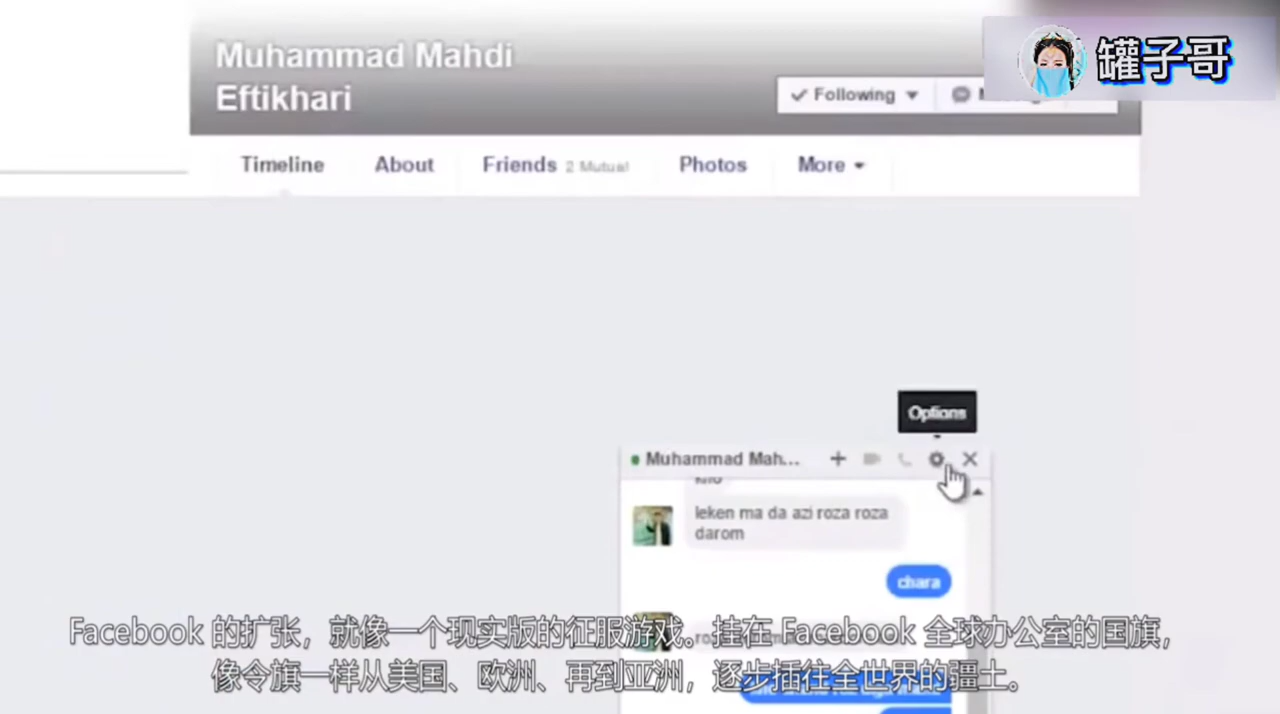 Muhammad Mahdi
Eftikhari
罐子哥
Following
Timeline
About
Friends 2 Mutual
Photos
More
Options
Muhammad Mah...
leken ma da azi roza roza
darom
chara
Facebook 的扩张，就像一个现实版的征服游戏。挂在 Facebook 全球办公室的国旗，
像令旗一样从美国、欧洲、再到亚洲，逐步插往全世界的疆土。